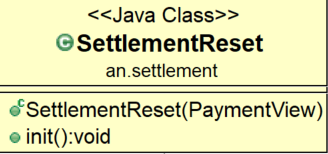 <<Java Class>>
SettlementReset
an.settlement
SettlementReset(PaymentView)
init():void